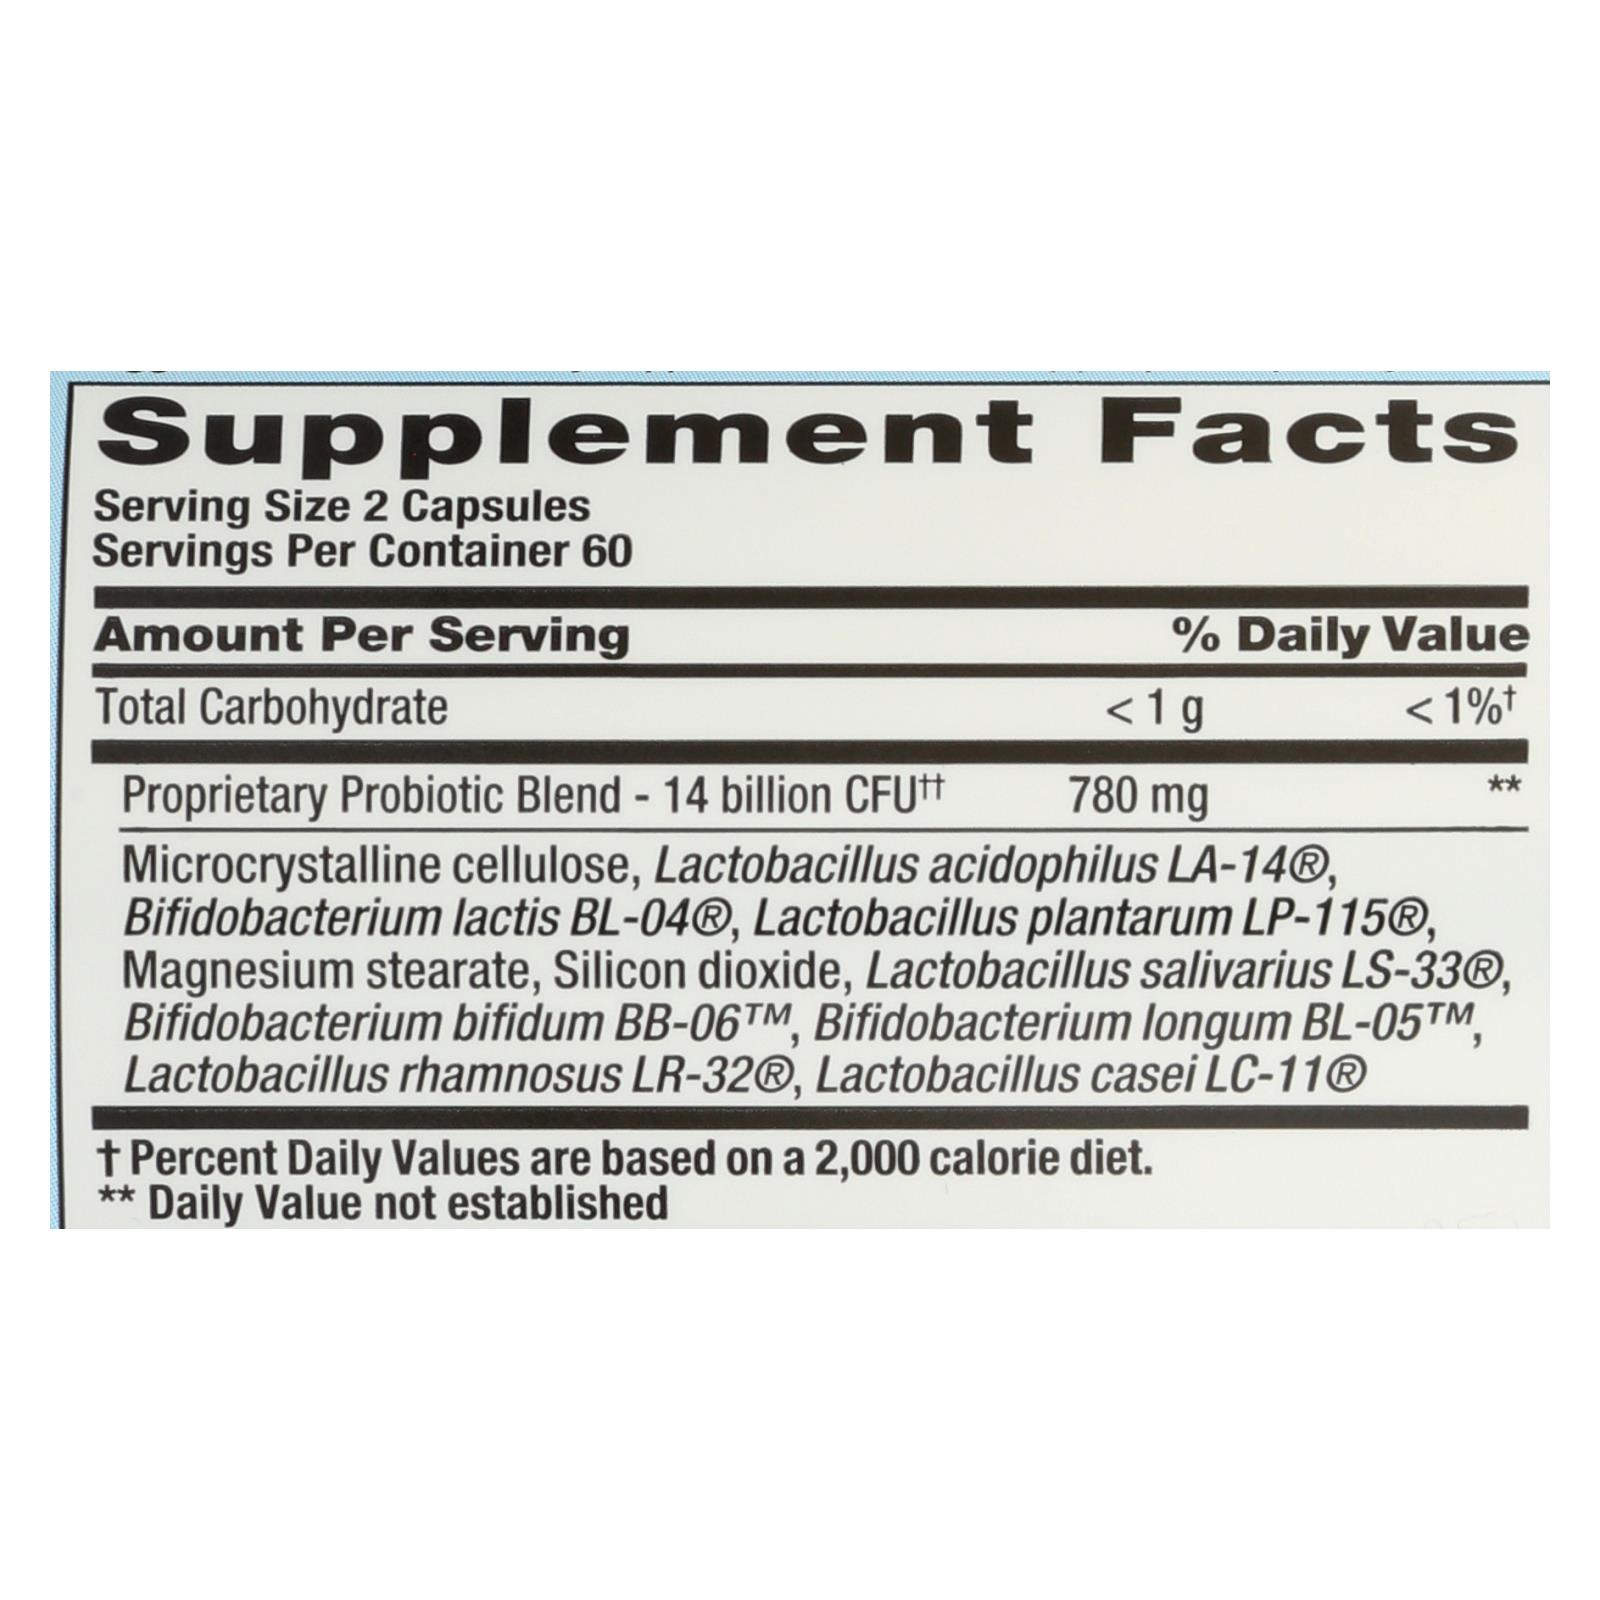 Supplement Facts
Serving Size 2 Capsules
Servings Per Container 60
Amount Per Serving % Daily Value
Total Carbohydrate < 1 g < 1%†
Proprietary Probiotic Blend - 14 billion CFU†† 780 mg **
Microcrystalline cellulose, Lactobacillus acidophilus LA-14®,
Bifidobacterium lactis BL-04®, Lactobacillus plantarum LP-115®,
Magnesium stearate, Silicon dioxide, Lactobacillus salivarius LS-33®,
Bifidobacterium bifidum BB-06™, Bifidobacterium longum BL-05™,
Lactobacillus rhamnosus LR-32®, Lactobacillus casei LC-11®
† Percent Daily Values are based on a 2,000 calorie diet.
** Daily Value not established